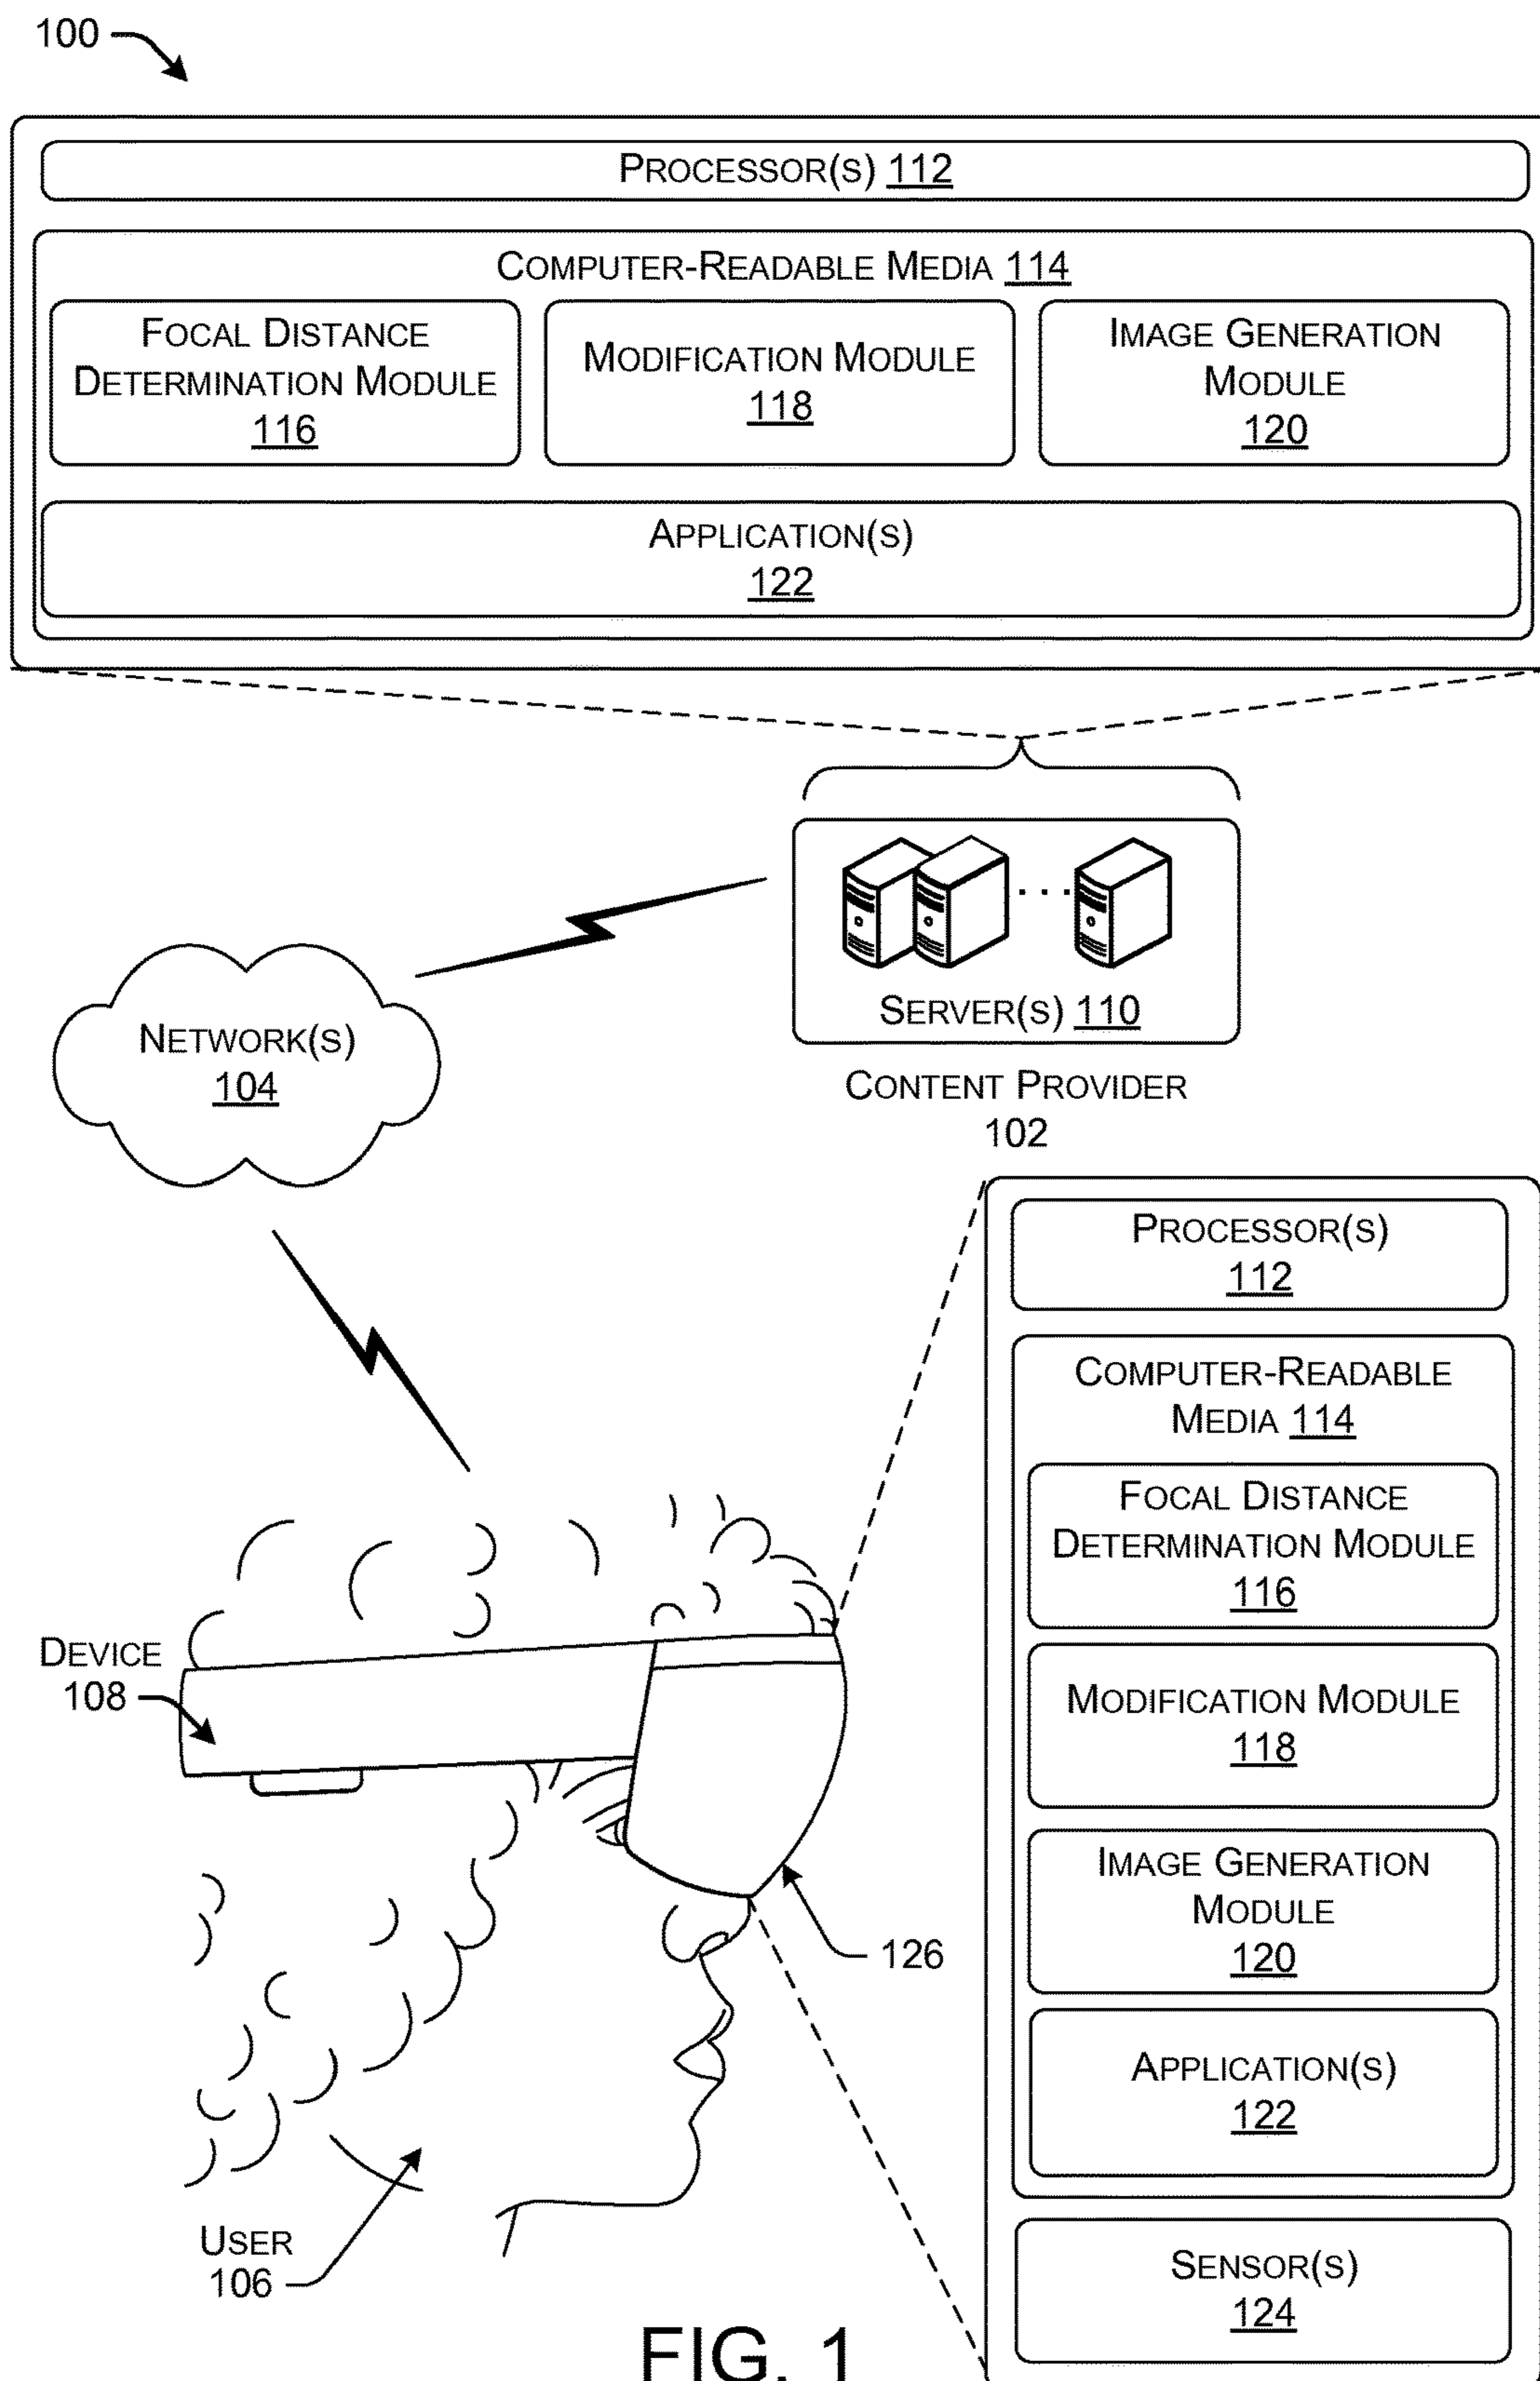 100
PROCESSOR(S) 112
COMPUTER-READABLE MEDIA 114
FOCAL DISTANCE
DETERMINATION MODULE
116
MODIFICATION MODULE
118
IMAGE GENERATION
MODULE
120
APPLICATION(S)
122
SERVER(S) 110
CONTENT PROVIDER
102
NETWORK(S)
104
PROCESSOR(S)
112
COMPUTER-READABLE
MEDIA 114
FOCAL DISTANCE
DETERMINATION MODULE
116
MODIFICATION MODULE
118
IMAGE GENERATION
MODULE
120
APPLICATION(S)
122
SENSOR(S)
124
DEVICE
108
126
USER
106
FIG. 1